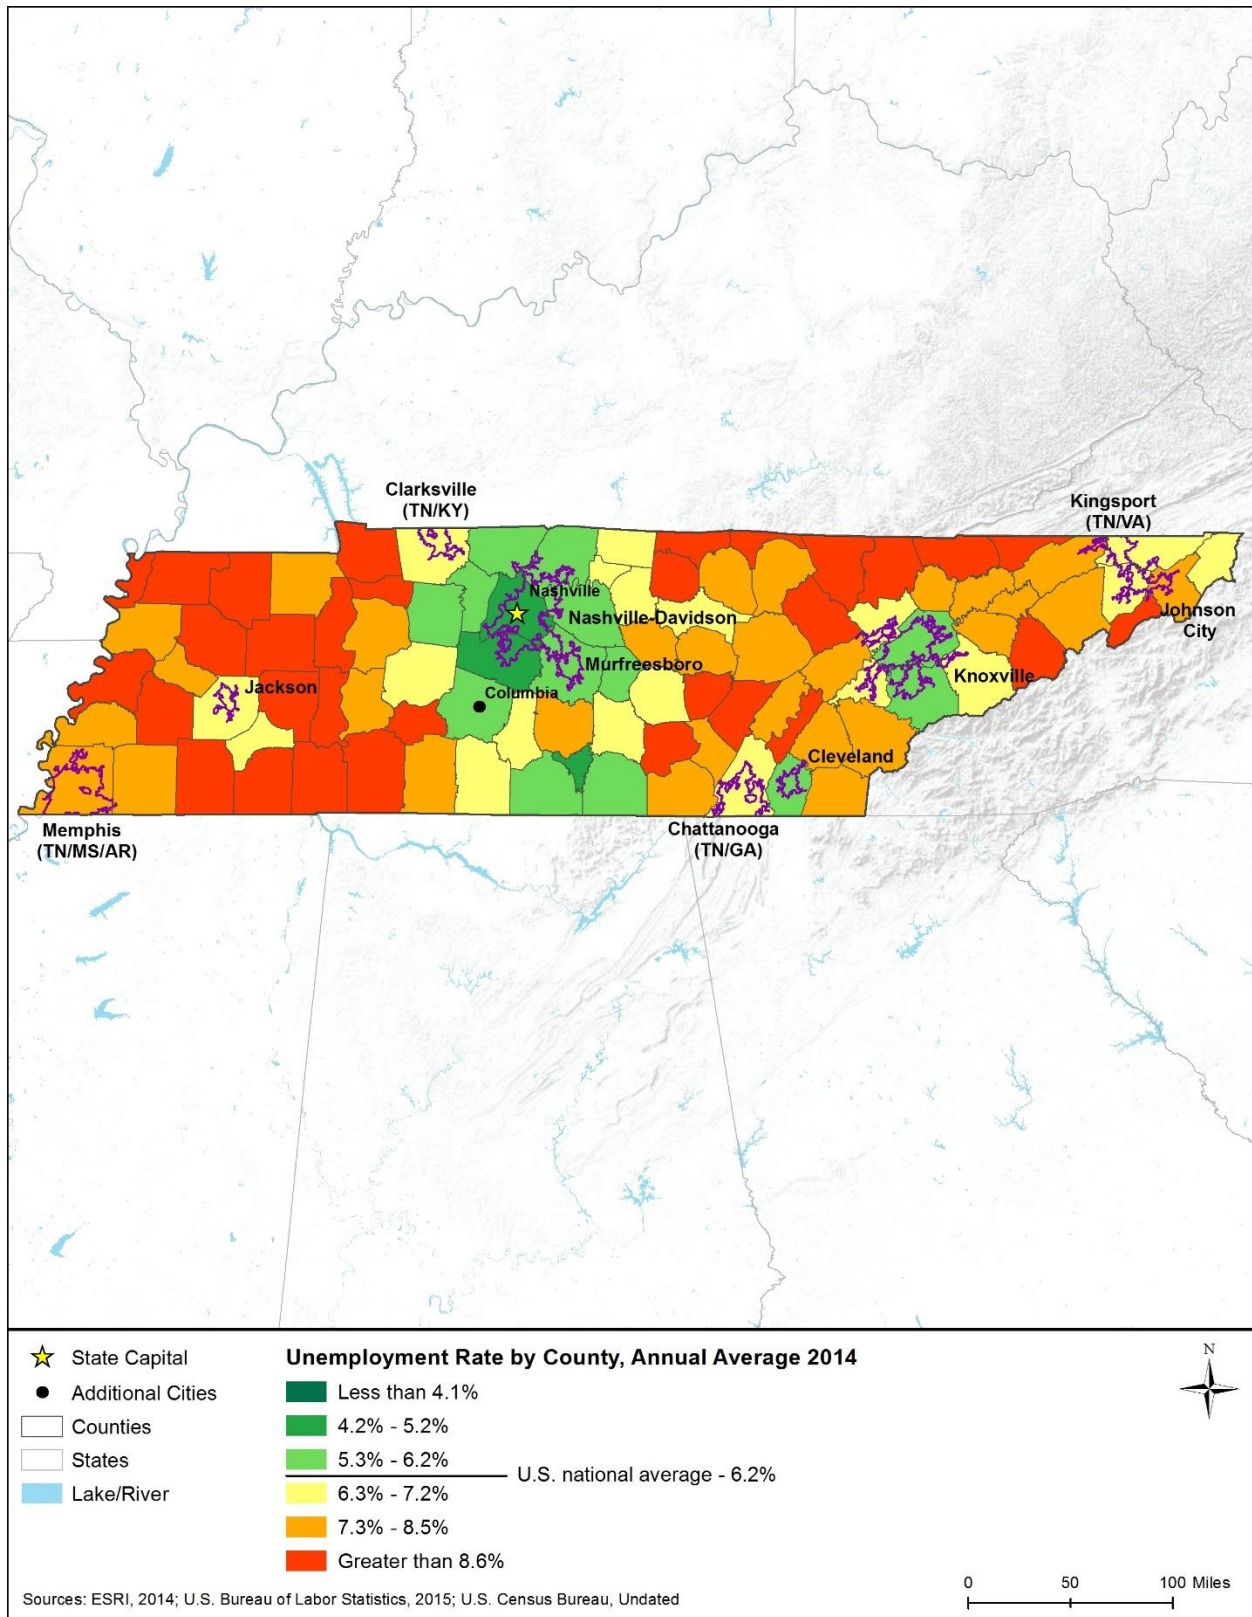 Clarksville
(TN/KY)
Kingsport
(TN/VA)
Nashville
Nashville-Davidson
Johnson
City
Murfreesboro
Knoxville
Jackson
Columbia
Cleveland
Memphis
(TN/MS/AR)
Chattanooga
(TN/GA)
State Capital
Additional Cities
Counties
States
Lake/River
Unemployment Rate by County, Annual Average 2014
Less than 4.1%
4.2% - 5.2%
5.3% - 6.2%
U.S. national average - 6.2%
6.3% - 7.2%
7.3% - 8.5%
Greater than 8.6%
N
0 50 100 Miles
Sources: ESRI, 2014; U.S. Bureau of Labor Statistics, 2015; U.S. Census Bureau, Undated